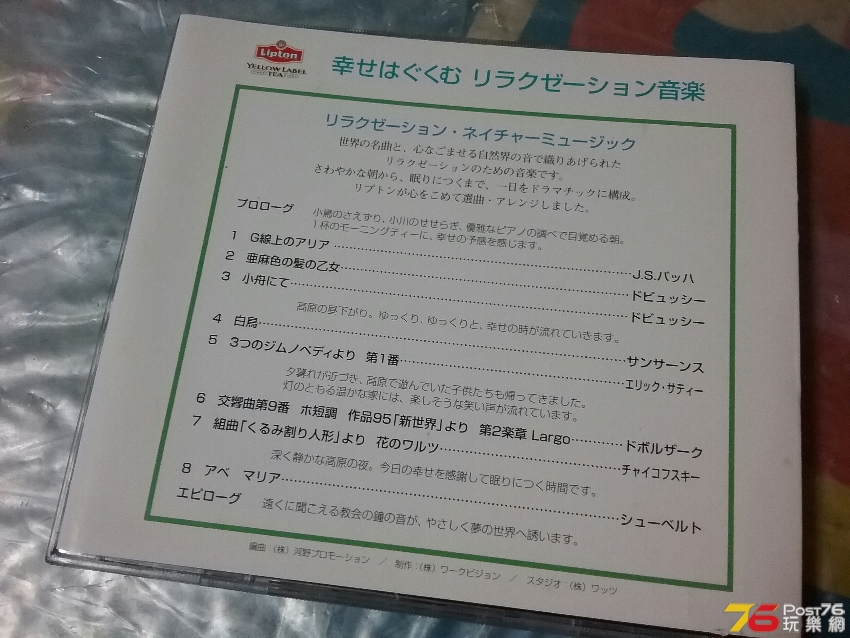 Lipton
YELLOW LABEL
TEA
幸せはぐくむ リラクゼーション音楽
リラクゼーション・ネイチャーミュージック
世界の名曲と、心なごませる自然界の音で織りあげられた
リラクゼーションのための音楽です。
さわやかな朝から、眠りにつくまで、一日をドラマチックに構成。
リプトンが心をこめて選曲・アレンジしました。
プロローグ 小鳥のさえずり、小川のせせらぎ、優雅なピアノの調べで目覚める朝。
1杯のモーニングティーに、幸せの予感を感じます。
1 G線上のアリア……J.S.バッハ
2 亜麻色の髪の乙女……ドビュッシー
3 小舟にて……ドビュッシー
高原の昼下がり。ゆっくり、ゆっくりと、幸せの時が流れていきます。
4 白鳥……サンサーンス
5 3つのジムノペディより 第1番……エリック・サティー
夕暮れが近づき、高原で遊んでいた子供たちも帰ってきました。
灯のともる温かな家には、楽しそうな笑い声が流れています。
6 交響曲第9番 ホ短調 作品95「新世界」より 第2楽章 Largo……ドボルザーク
7 組曲「くるみ割り人形」より 花のワルツ……チャイコフスキー
深く静かな高原の夜。今日の幸せを感謝して眠りにつく時間です。
8 アベ マリア……シューベルト
エピローグ 遠くに聞こえる教会の鐘の音が、やさしく夢の世界へ誘います。
編曲:(株)河野プロモーション / 制作:(株)ワークビジョン / スタジオ:(株)ワッツ
76 Post76
玩樂網